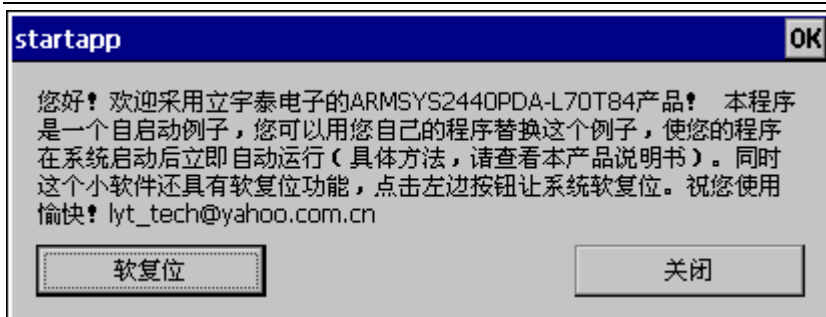 startapp OK
您好！欢迎采用立宇泰电子的ARMSYS2440PDA-L70T84产品！ 本程序
是一个自启动例子，您可以用您自己的程序替换这个例子，使您的程序
在系统启动后立即自动运行（具体方法，请查看本产品说明书）。同时
这个小软件还具有软复位功能，点击左边按钮让系统软复位。祝您使用
愉快！lyt_tech@yahoo.com.cn
软复位 关闭